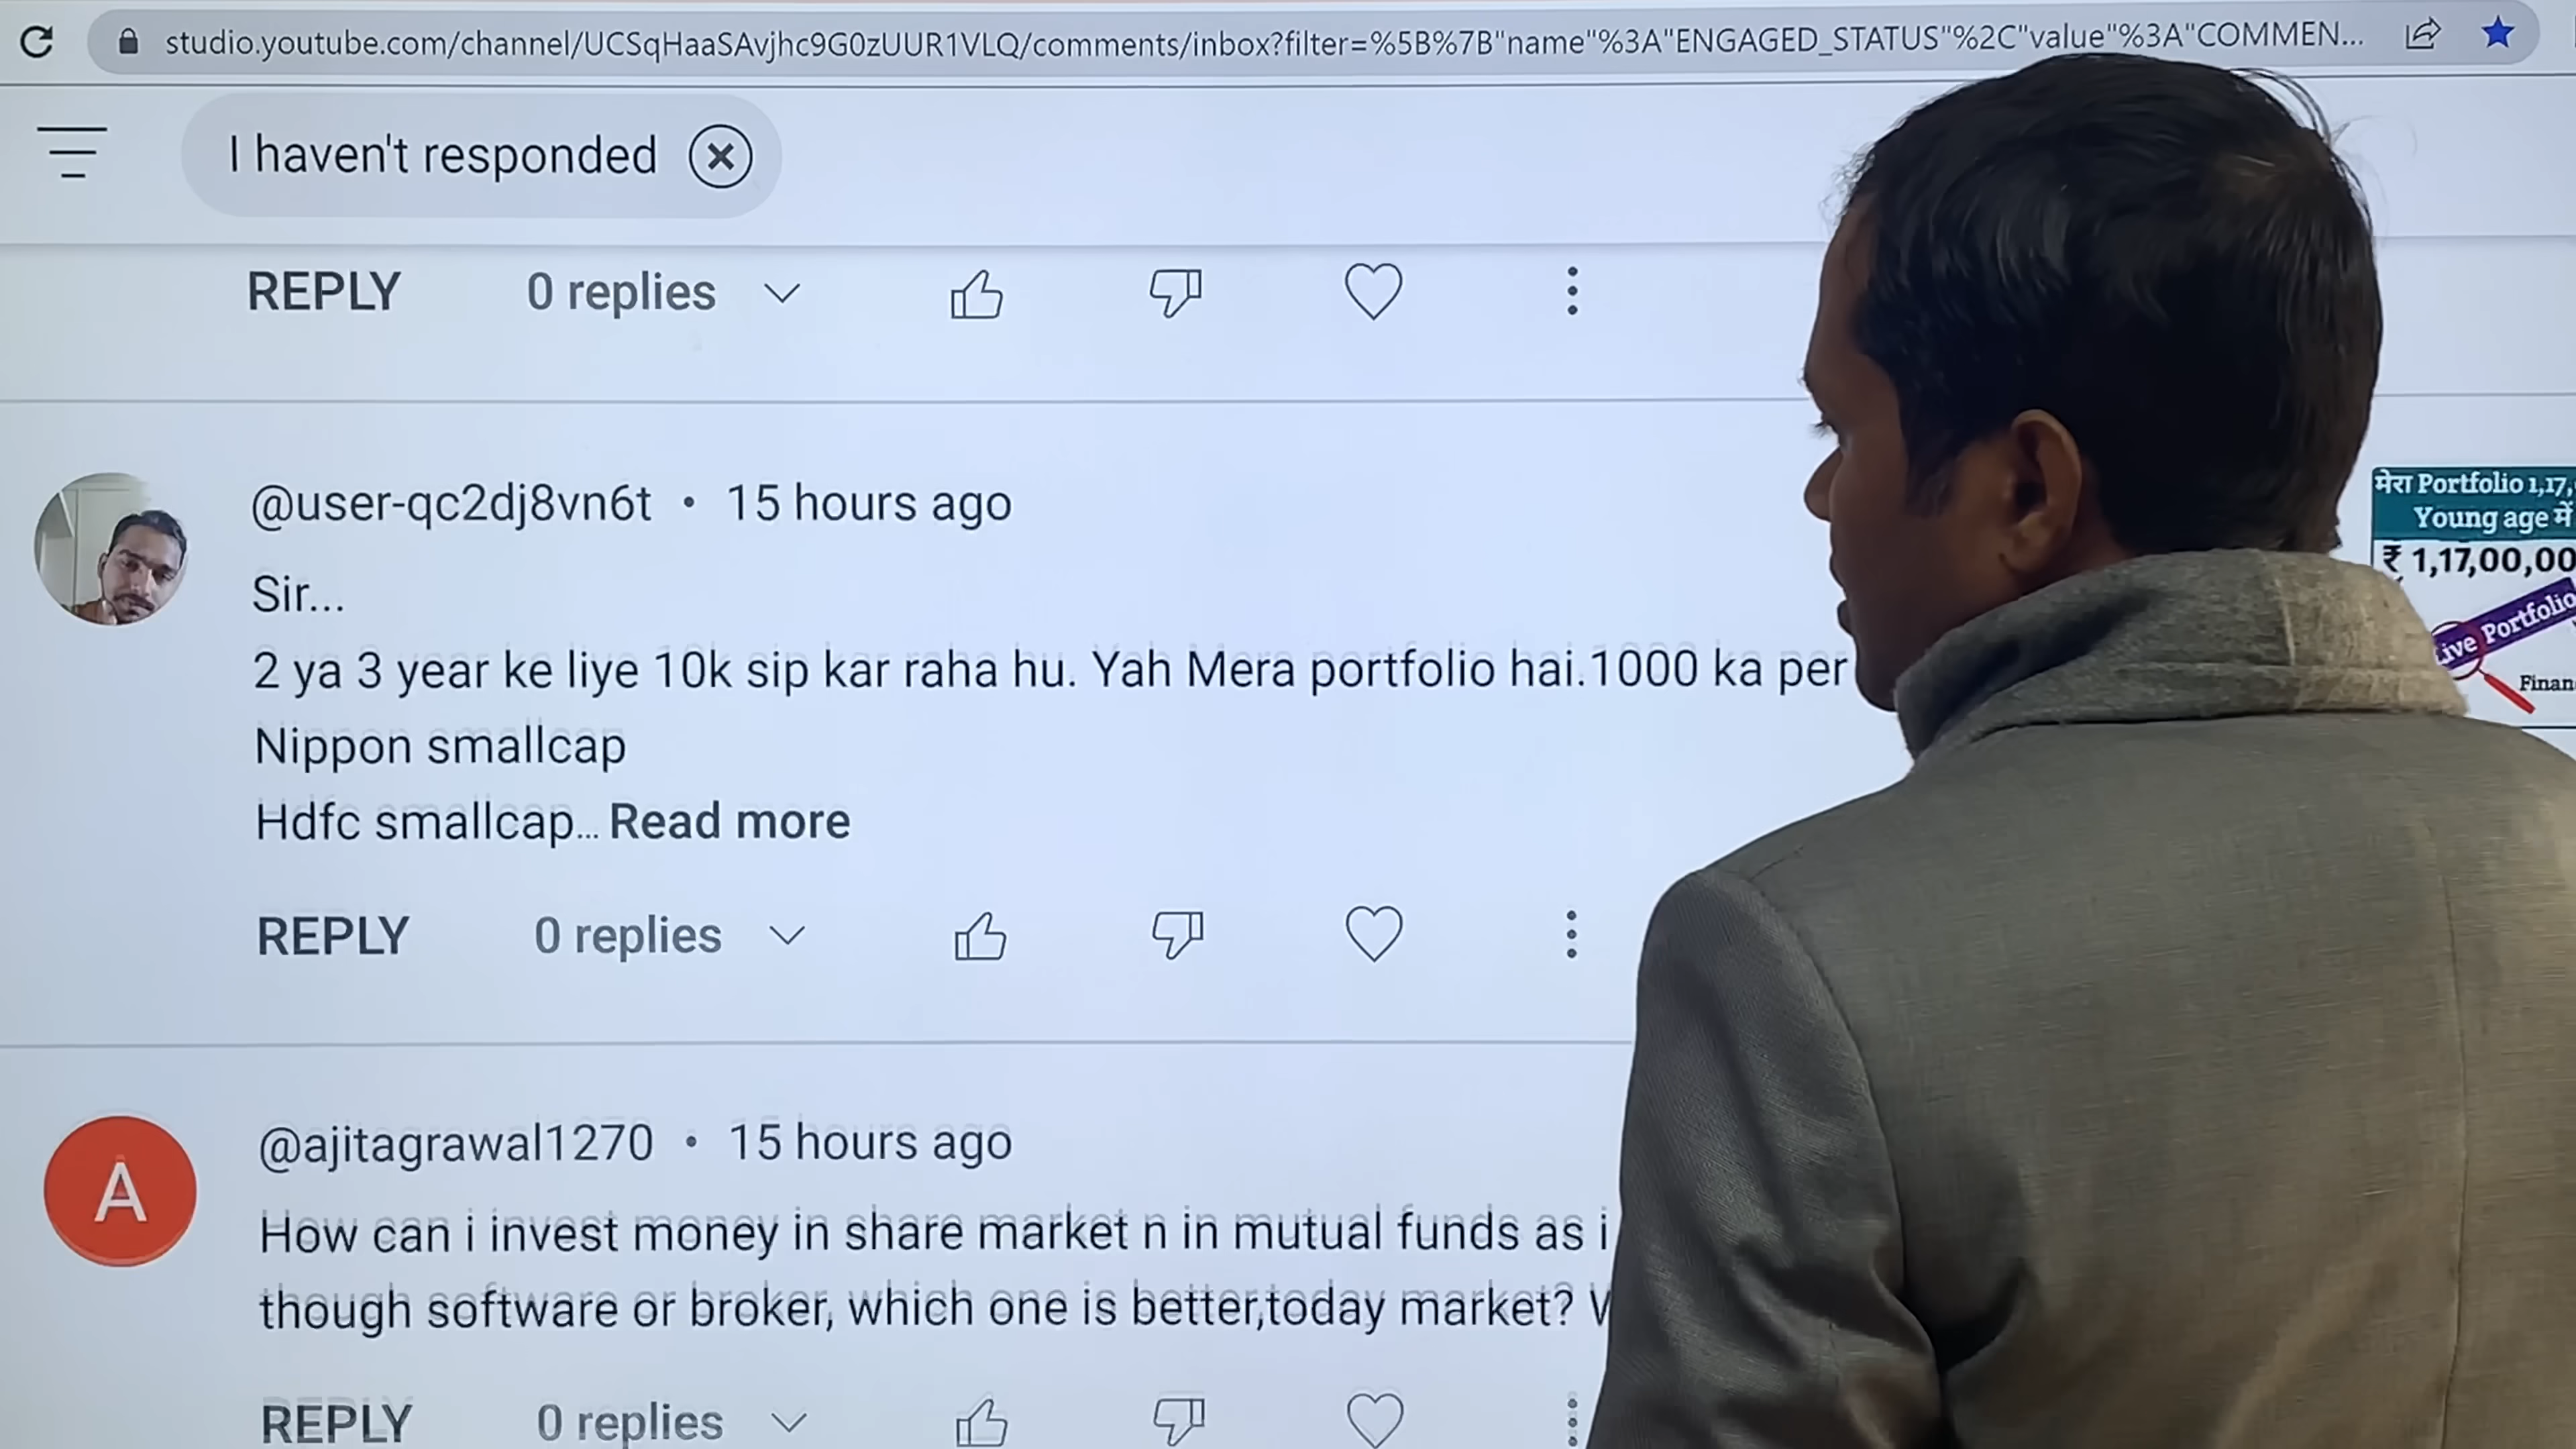 studio.youtube.com/channel/UCSqHaaSAvjhc9G0zUUR1VLQ/comments/inbox?filter=%5B%7B"name"%3A"ENGAGED_STATUS"%2C"value"%3A"COMMEN...
I haven't responded
REPLY 0 replies
@user-qc2dj8vn6t • 15 hours ago
Sir...
2 ya 3 year ke liye 10k sip kar raha hu. Yah Mera portfolio hai.1000 ka per
Nippon smallcap
Hdfc smallcap... Read more
REPLY 0 replies
मेरा Portfolio 1,17,
Young age में
₹ 1,17,00,00
Live Portfolio
Finan
A
@ajitagrawal1270 • 15 hours ago
How can i invest money in share market n in mutual funds as i
though software or broker, which one is better,today market?
REPLY 0 replies